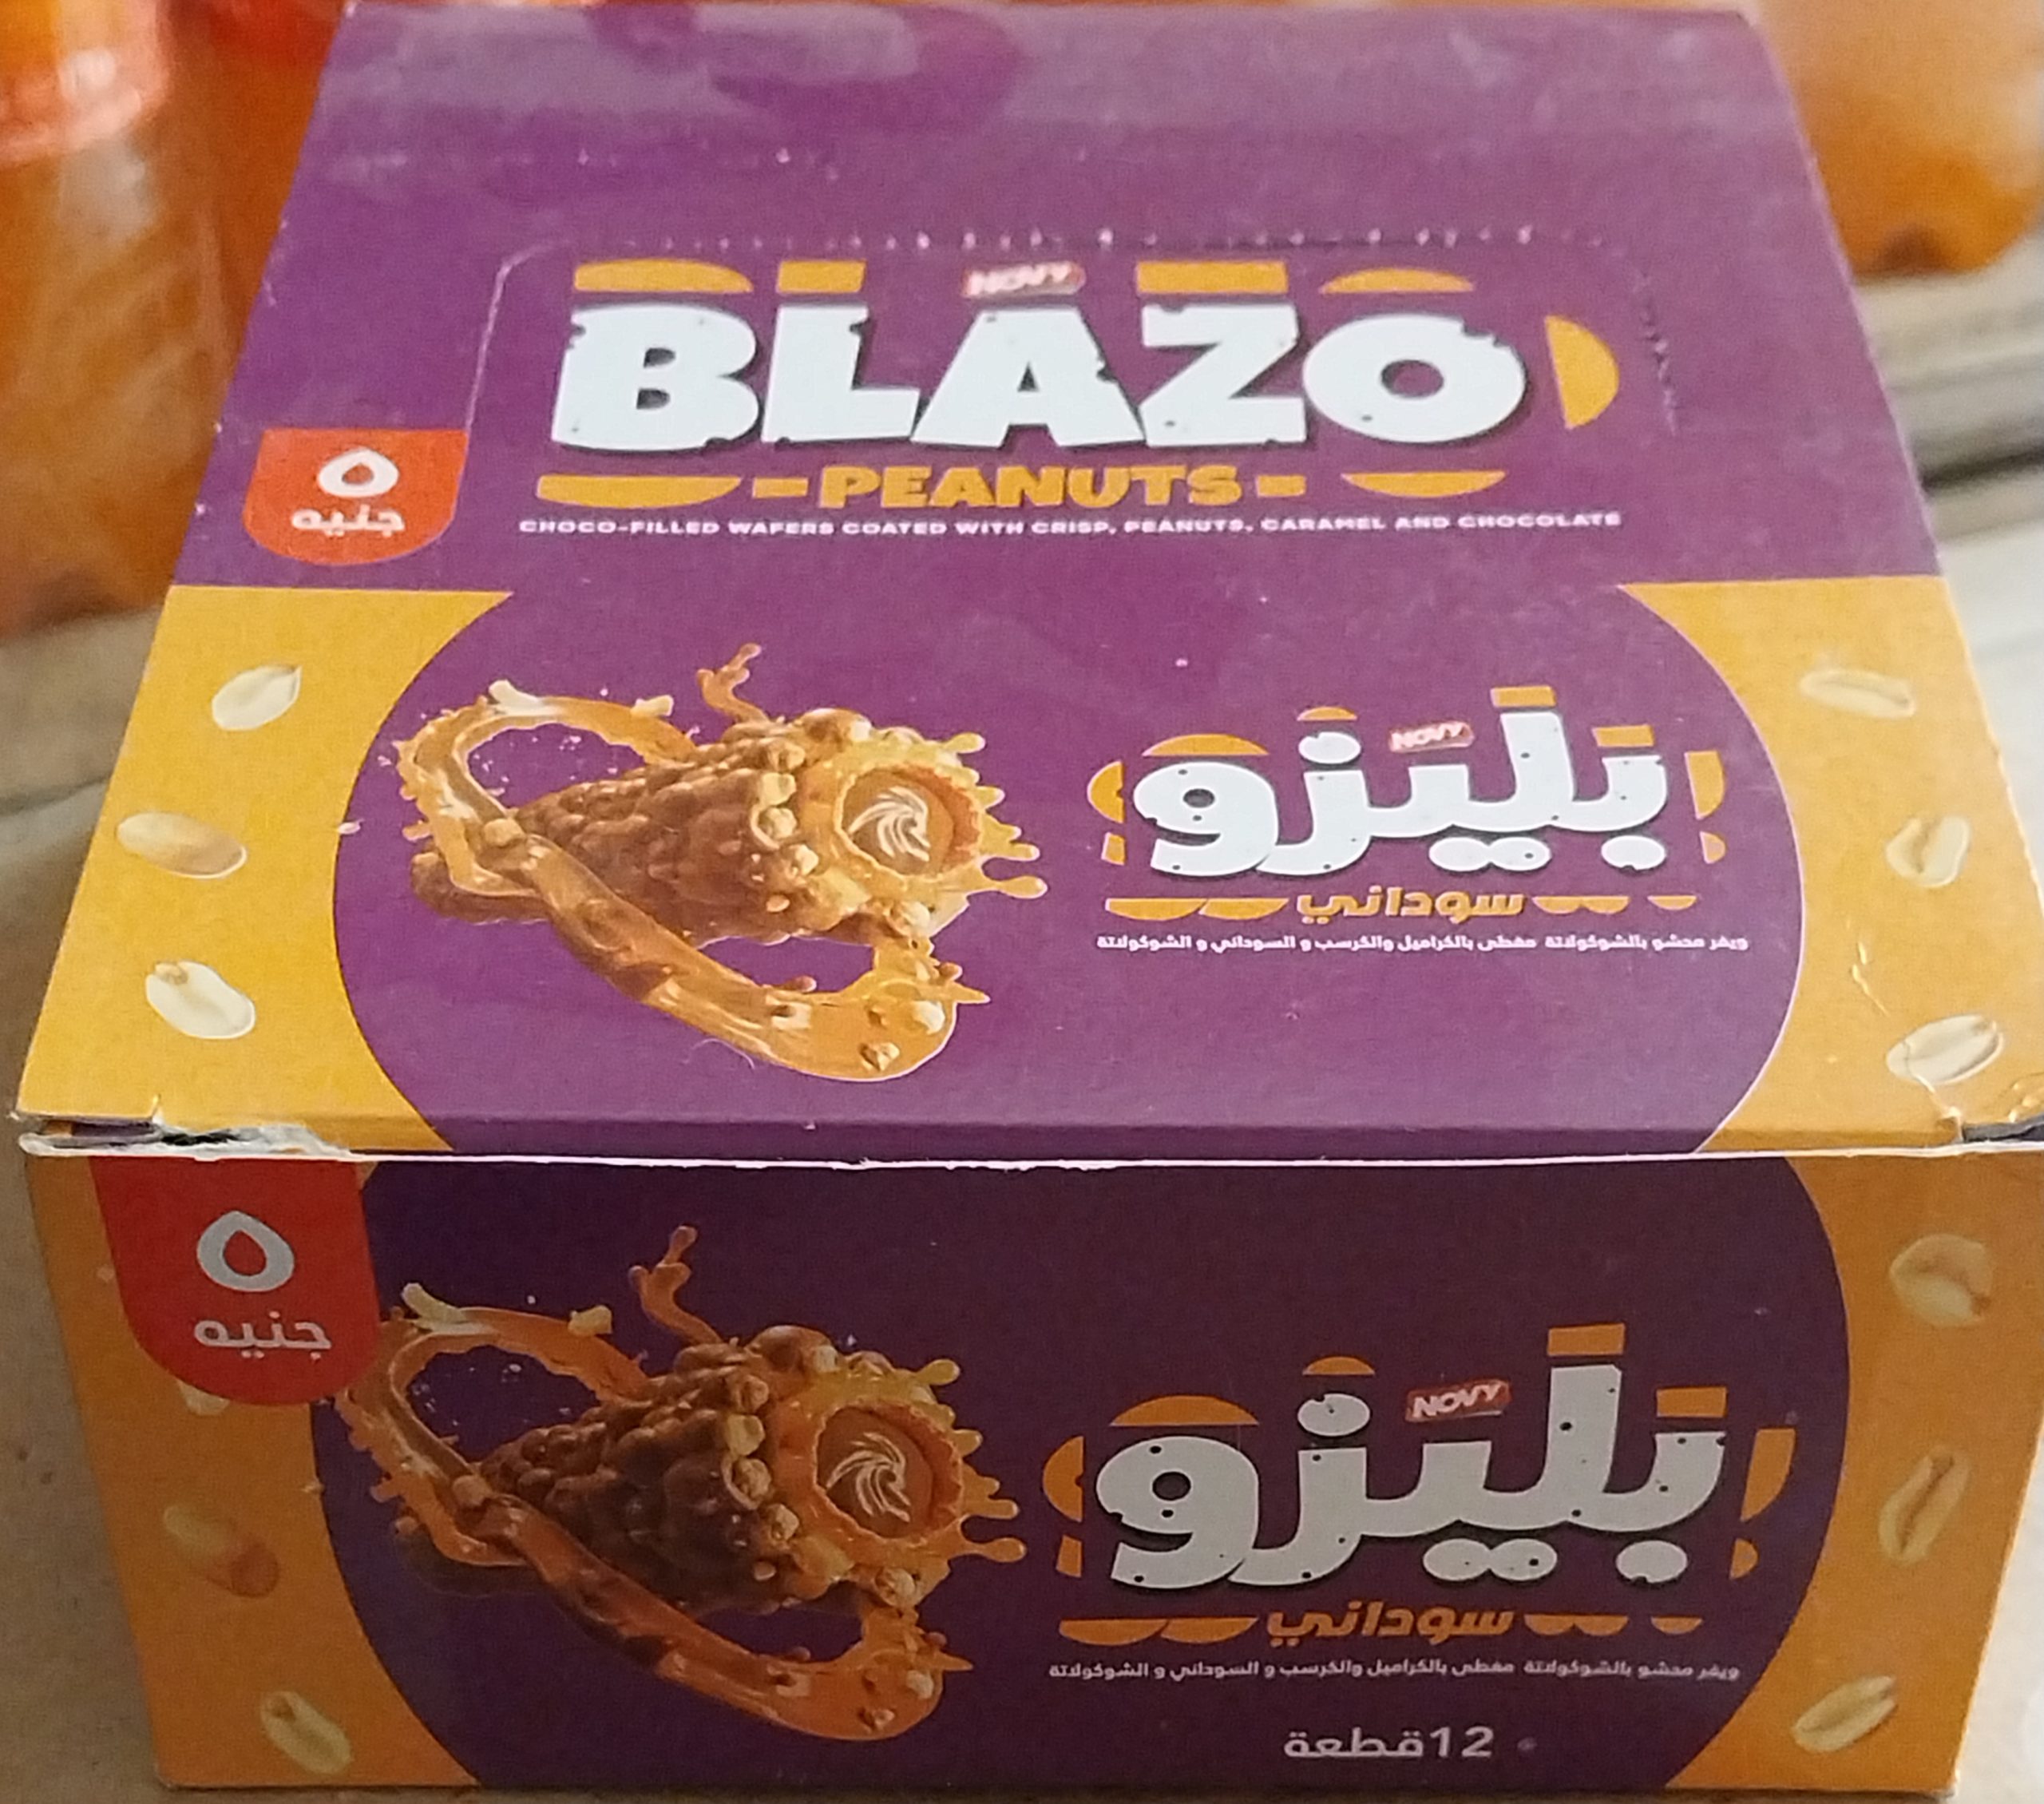 NOVY
BLAZO
PEANUTS
CHOCO-FILLED WAFERS COATED WITH CRISP, PEANUTS, CARAMEL AND CHOCOLATE
٥
جنيه
NOVY
بليزو
سوداني
ويفر محشو بالشوكولاتة مغطى بالكراميل والكرسب و السوداني و الشوكولاتة
٥
جنيه
NOVY
بليزو
سوداني
ويفر محشو بالشوكولاتة مغطى بالكراميل والكرسب و السوداني و الشوكولاتة
12قطعة